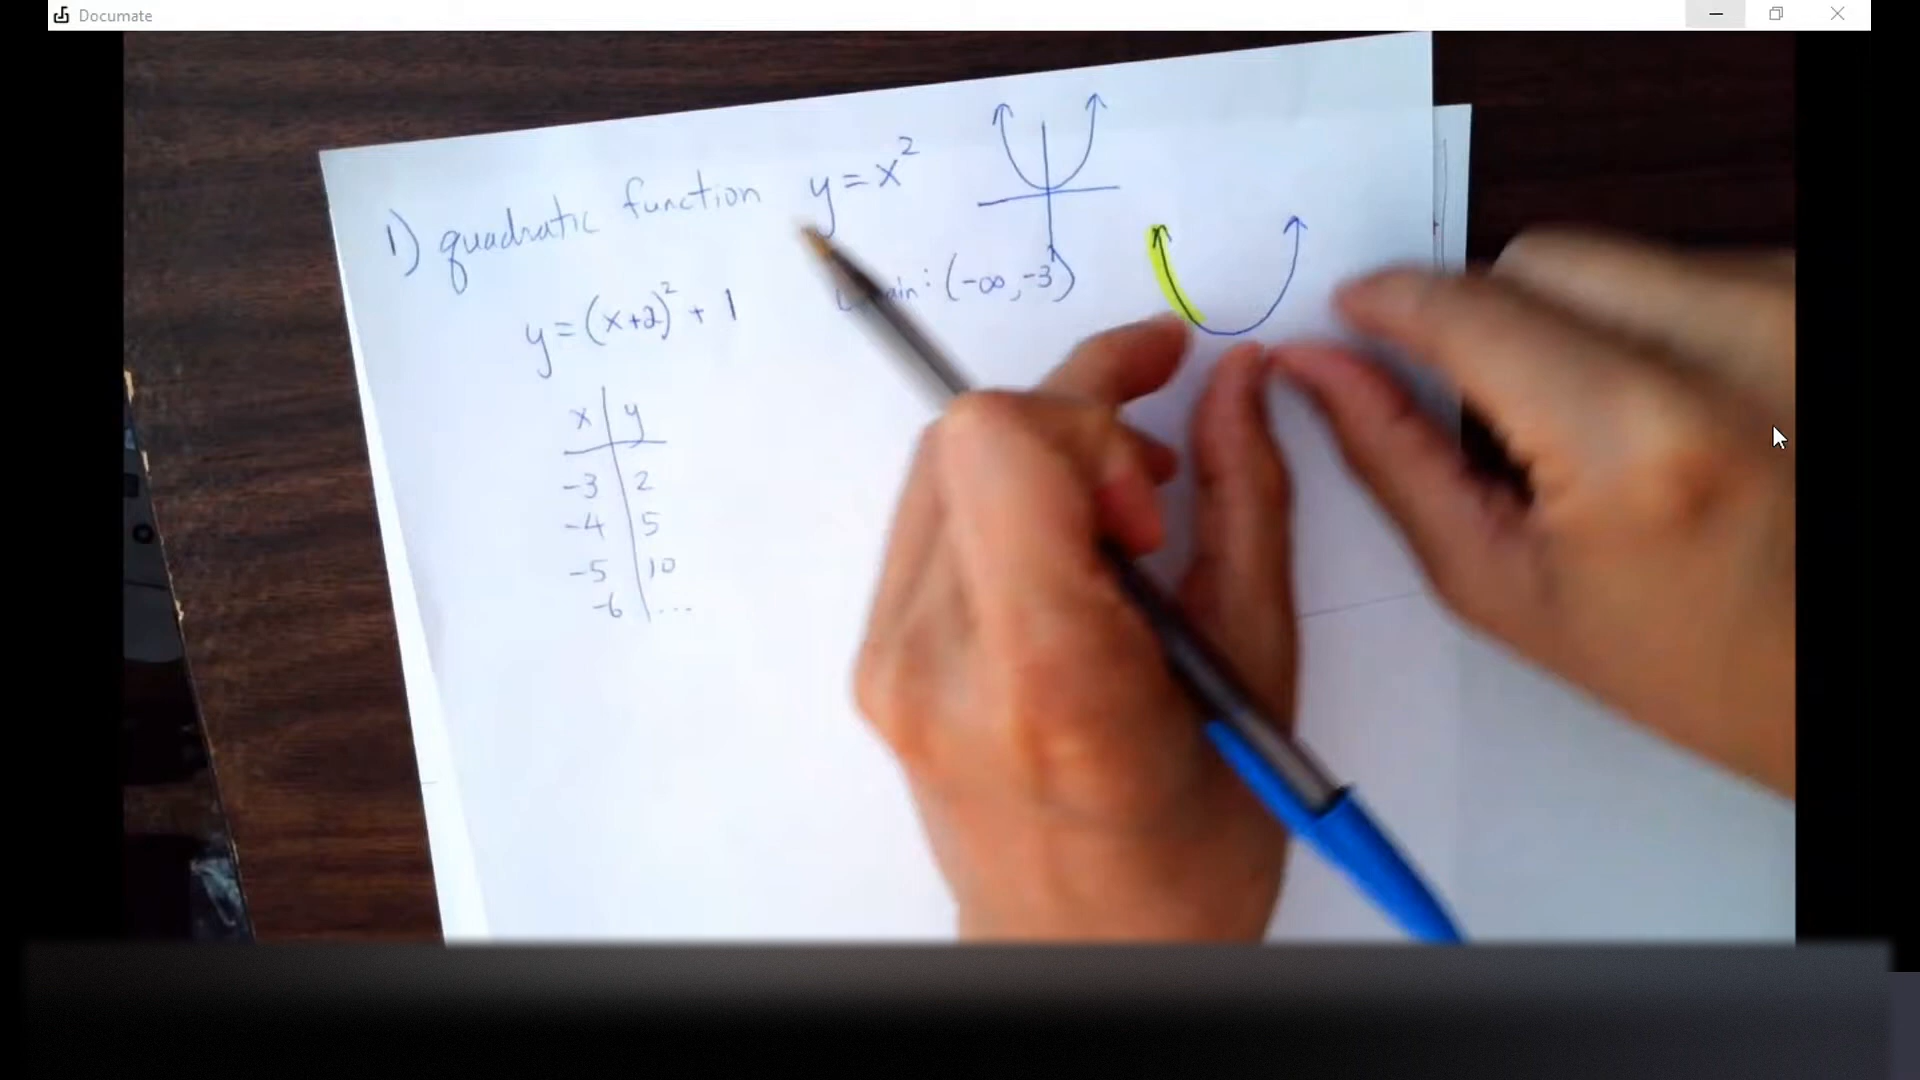 Documate
1) quadratic function y=x²
y=(x+2)²+1 : (-∞,-3)
x y
-3 2
-4 5
-5 10
-6 ...